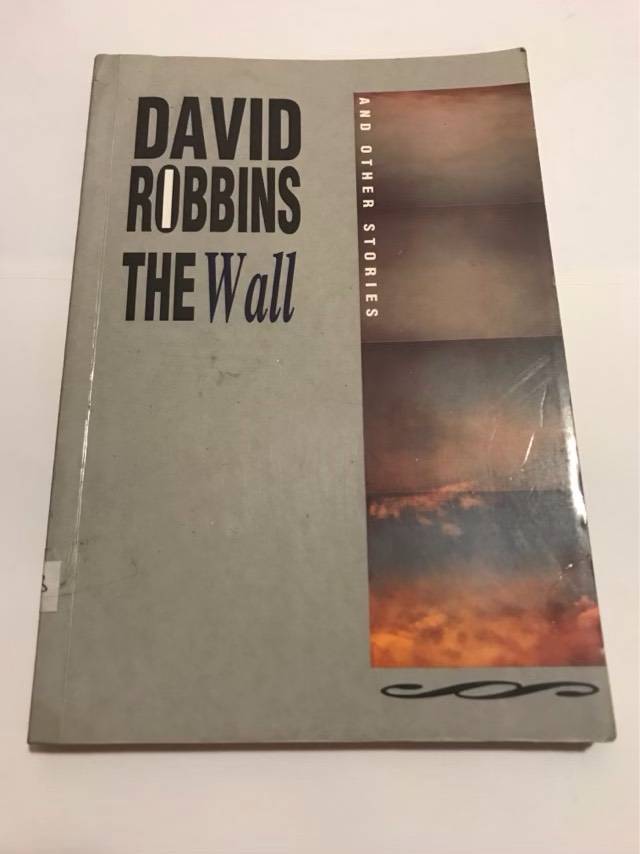 DAVID
ROBBINS
THE Wall
AND OTHER STORIES